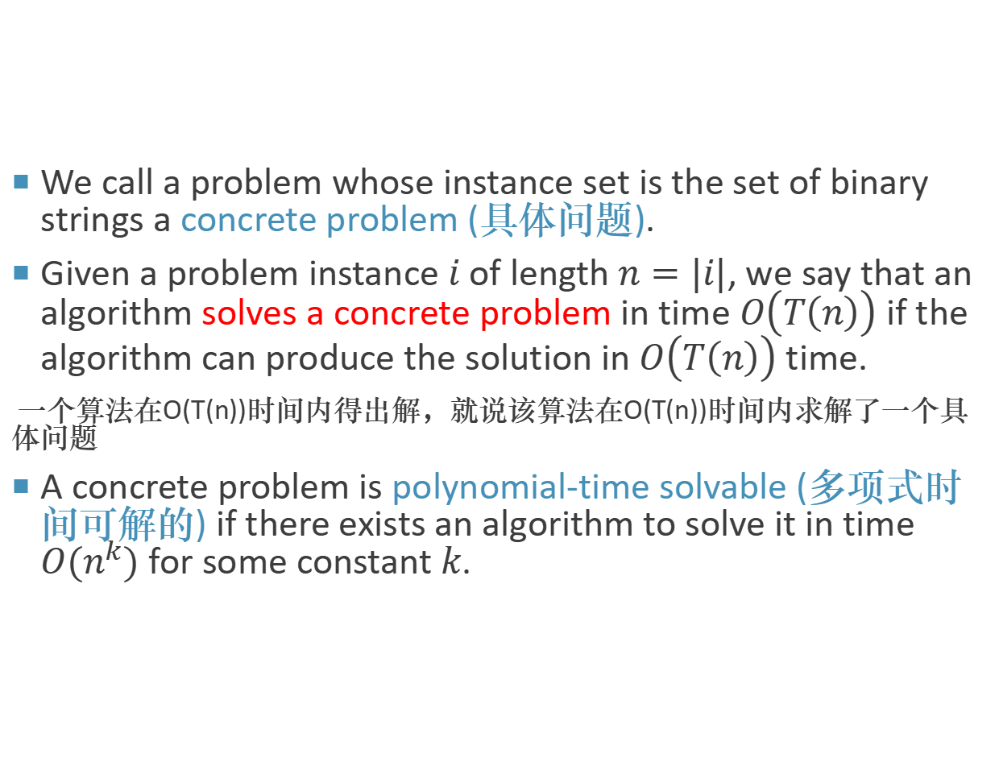 We call a problem whose instance set is the set of binary
strings a concrete problem (具体问题).
Given a problem instance 𝑖 of length 𝑛 = |𝑖|, we say that an
algorithm solves a concrete problem in time 𝑂(𝑇(𝑛)) if the
algorithm can produce the solution in 𝑂(𝑇(𝑛)) time.
一个算法在O(T(n))时间内得出解，就说该算法在O(T(n))时间内求解了一个具
体问题
A concrete problem is polynomial-time solvable (多项式时
间可解的) if there exists an algorithm to solve it in time
𝑂(𝑛^𝑘) for some constant 𝑘.